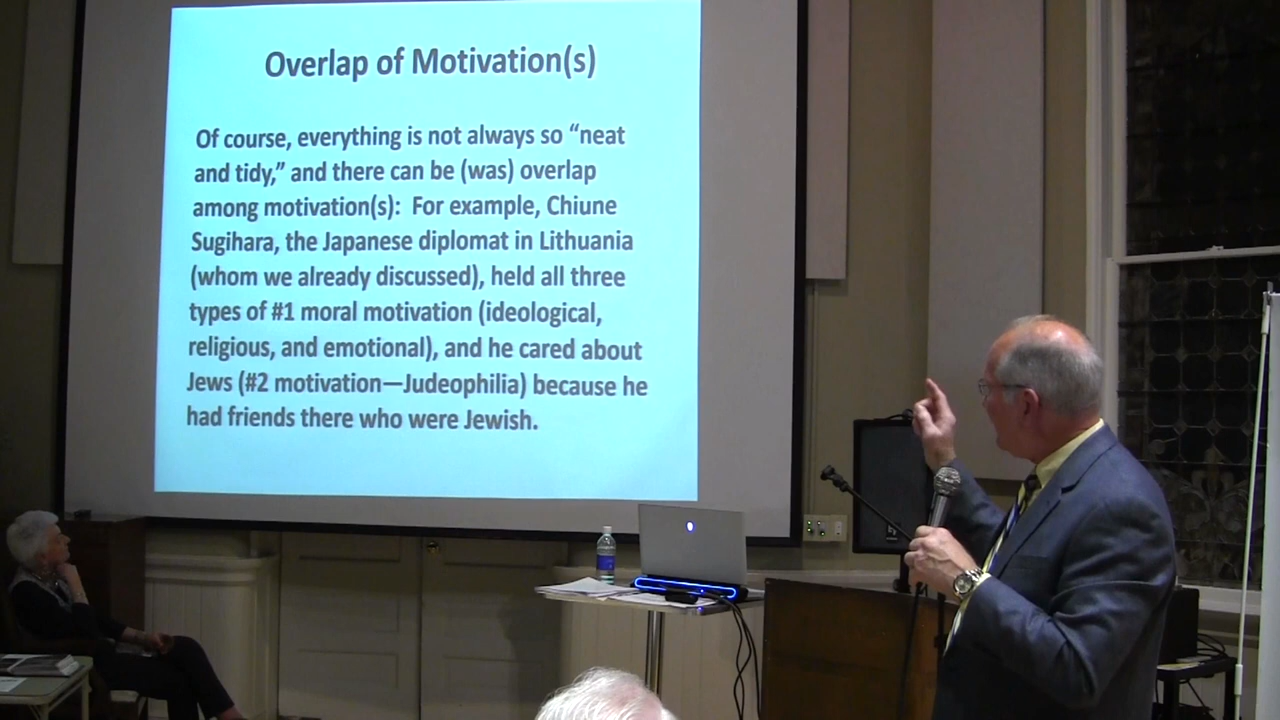 Overlap of Motivation(s)
Of course, everything is not always so “neat
and tidy,” and there can be (was) overlap
among motivation(s):  For example, Chiune
Sugihara, the Japanese diplomat in Lithuania
(whom we already discussed), held all three
types of #1 moral motivation (ideological,
religious, and emotional), and he cared about
Jews (#2 motivation—Judeophilia) because he
had friends there who were Jewish.